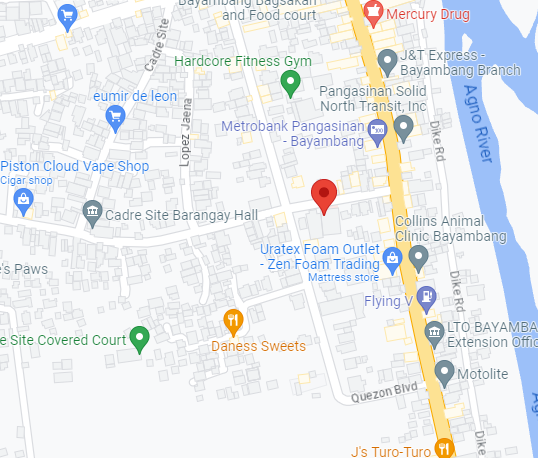 Bayambang Bagsakan
and Food court
Mercury Drug
Cadre Site
Hardcore Fitness Gym
J&T Express -
Bayambang Branch
eumir de leon
Pangasinan Solid
North Transit, Inc
Agno River
Lopez Jaena
Metrobank Pangasinan
- Bayambang
Dike Rd
Piston Cloud Vape Shop
Cigar shop
Cadre Site Barangay Hall
Collins Animal
Clinic Bayambang
Uratex Foam Outlet
- Zen Foam Trading
Mattress store
e's Paws
Dike Rd
Flying V
LTO BAYAMBA
Extension Offic
Daness Sweets
e Site Covered Court
Motolite
Quezon Blvd
Dike
J's Turo-Turo